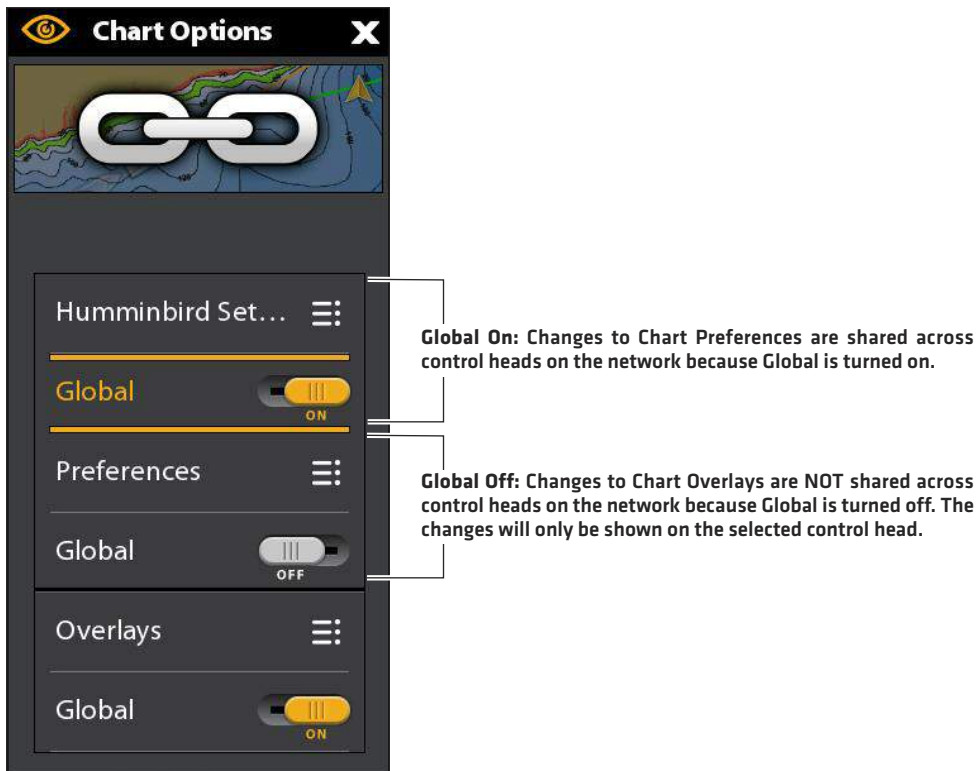 Chart Options
Humminbird Set...
Global
ON
Preferences
Global
OFF
Overlays
Global
ON
Global On: Changes to Chart Preferences are shared across
control heads on the network because Global is turned on.
Global Off: Changes to Chart Overlays are NOT shared across
control heads on the network because Global is turned off. The
changes will only be shown on the selected control head.